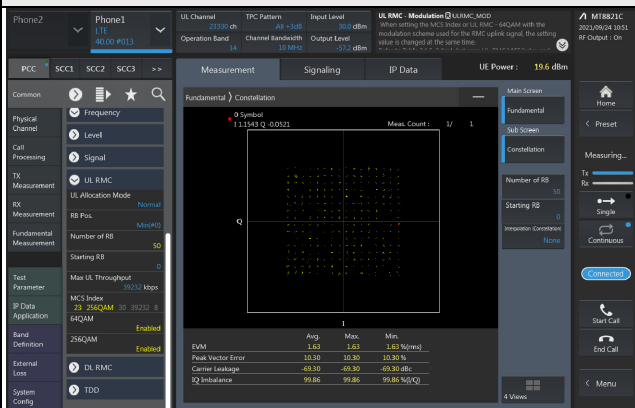 Phone2
Phone1
LTE
40.00 #013
UL Channel
23330 ch
TPC Pattern
All +3dB
Input Level
30.0 dBm
Operation Band
14
Channel Bandwidth
10 MHz
Output Level
-57.2 dBm
UL RMC - Modulation ULRMC_MOD
When setting the MCS Index or UL RMC - 64QAM with the
modulation scheme used for the RMC uplink signal, the setting
value is changed at the same time.
MT8821C
2021/09/24 10:51
RF Output : On
PCC
SCC1
SCC2
SCC3
>>
Measurement
Signaling
IP Data
UE Power : 19.6 dBm
Common
Physical
Channel
Call
Processing
TX
Measurement
RX
Measurement
Fundamental
Measurement
Test
Parameter
IP Data
Application
Band
Definition
External
Loss
System
Config
Frequency
Level
Signal
UL RMC
UL Allocation Mode
Normal
RB Pos.
Min(#0)
Number of RB
50
Starting RB
0
Max UL Throughput
39232 kbps
MCS Index
23 256QAM 30 39232 8
64QAM
Enabled
256QAM
Enabled
DL RMC
TDD
Fundamental ⟩ Constellation
0 Symbol
I 1.1543 Q -0.0521
Meas. Count : 1/ 1
Q
I
Avg. Max. Min.
EVM 1.63 1.63 1.63 %(rms)
Peak Vector Error 10.30 10.30 10.30 %
Carrier Leakage -69.30 -69.30 -69.30 dBc
IQ Imbalance 99.86 99.86 99.86 %(I/Q)
Main Screen
Fundamental
Sub Screen
Constellation
Number of RB
50
Starting RB
0
Interpolation (Constellation)
None
4 Views
Home
< Preset
Measuring...
Tx
Rx
Single
Continuous
Connected
Start Call
End Call
< Menu